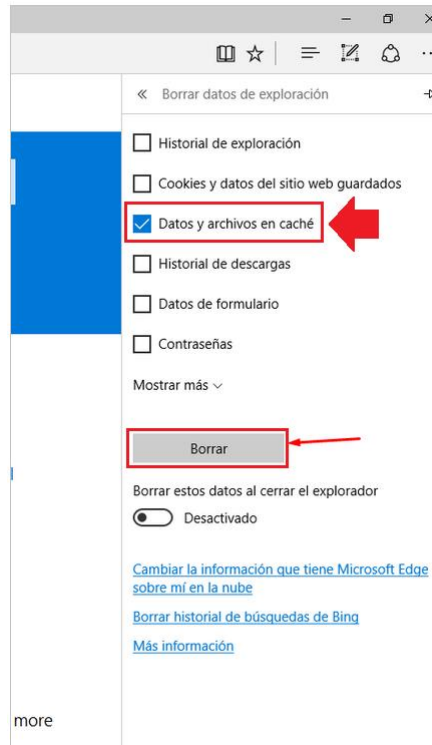 Borrar datos de exploración
Historial de exploración
Cookies y datos del sitio web guardados
Datos y archivos en caché
Historial de descargas
Datos de formulario
Contraseñas
Mostrar más
Borrar
Borrar estos datos al cerrar el explorador
Desactivado
Cambiar la información que tiene Microsoft Edge
sobre mí en la nube
Borrar historial de búsquedas de Bing
Más información
more